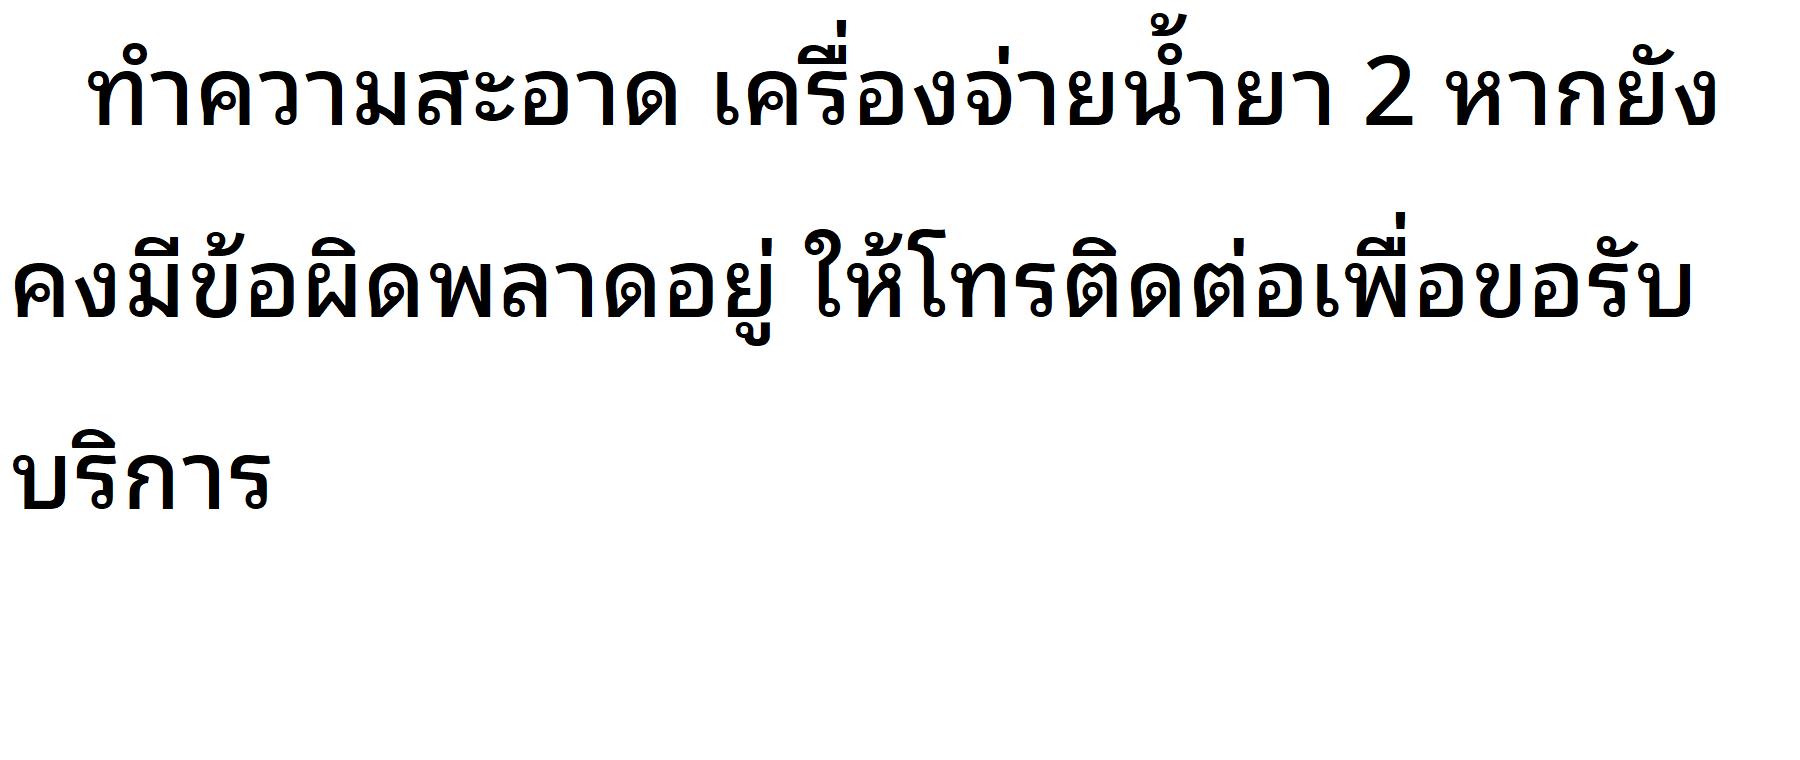 ทำความสะอาด เครื่องจ่ายน้ำยา 2 หากยัง
คงมีข้อผิดพลาดอยู่ ให้โทรติดต่อเพื่อขอรับ
บริการ